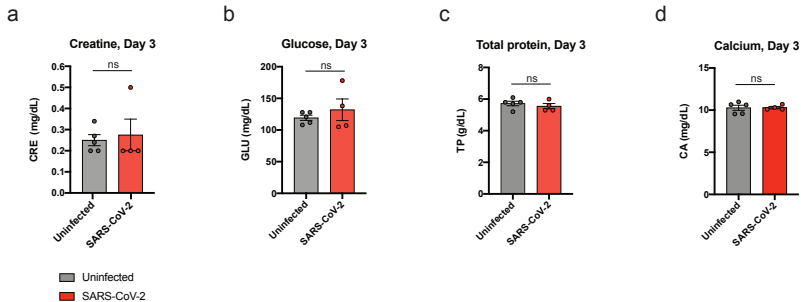 a
Creatine, Day 3
ns
CRE (mg/dL)
0.6
0.5
0.4
0.3
0.2
0.1
0.0
Uninfected
SARS-CoV-2
b
Glucose, Day 3
ns
GLU (mg/dL)
200
150
100
50
0
Uninfected
SARS-CoV-2
c
Total protein, Day 3
ns
TP (g/dL)
8
6
4
2
0
Uninfected
SARS-CoV-2
d
Calcium, Day 3
ns
CA (mg/dL)
15
10
5
0
Uninfected
SARS-CoV-2
Uninfected
SARS-CoV-2